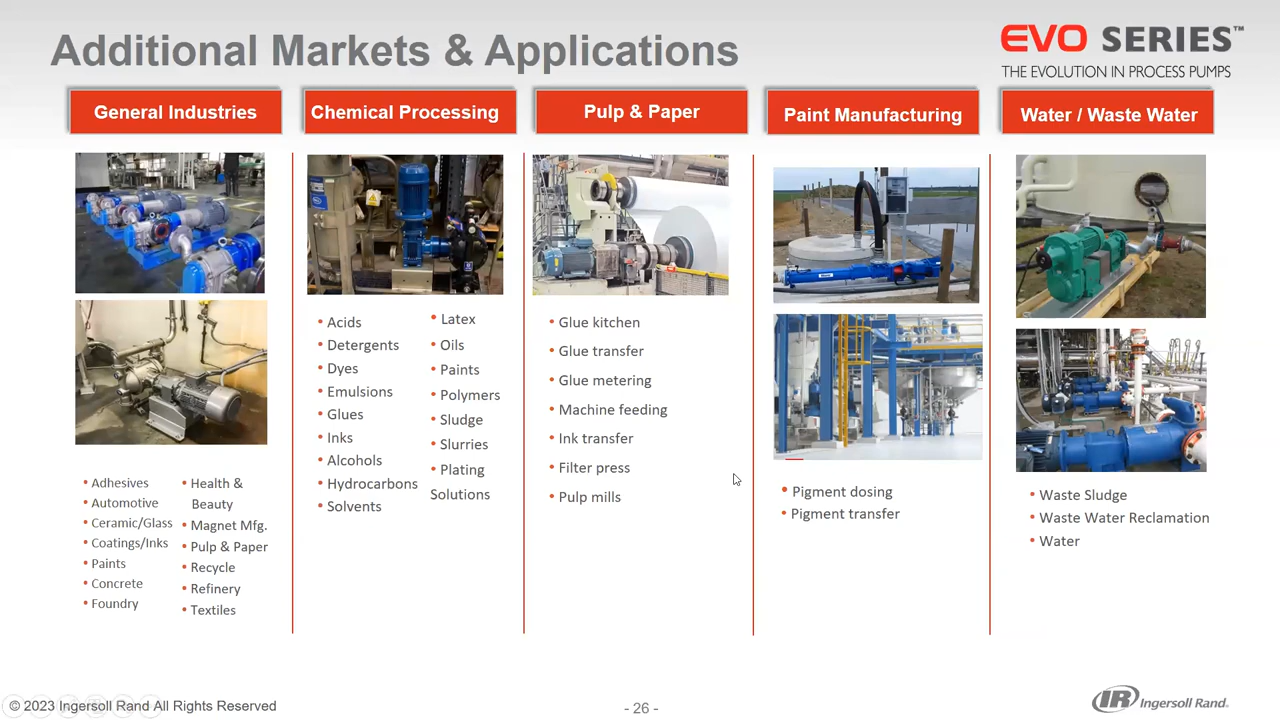 Additional Markets & Applications
EVO SERIES™
THE EVOLUTION IN PROCESS PUMPS
General Industries
• Adhesives
• Automotive
• Ceramic/Glass
• Coatings/Inks
• Paints
• Concrete
• Foundry
• Health &
Beauty
• Magnet Mfg.
• Pulp & Paper
• Recycle
• Refinery
• Textiles
Chemical Processing
• Acids
• Detergents
• Dyes
• Emulsions
• Glues
• Inks
• Alcohols
• Hydrocarbons
• Solvents
• Latex
• Oils
• Paints
• Polymers
• Sludge
• Slurries
• Plating
Solutions
Pulp & Paper
• Glue kitchen
• Glue transfer
• Glue metering
• Machine feeding
• Ink transfer
• Filter press
• Pulp mills
Paint Manufacturing
• Pigment dosing
• Pigment transfer
Water / Waste Water
• Waste Sludge
• Waste Water Reclamation
• Water
© 2023 Ingersoll Rand All Rights Reserved
- 26 -
IR Ingersoll Rand.